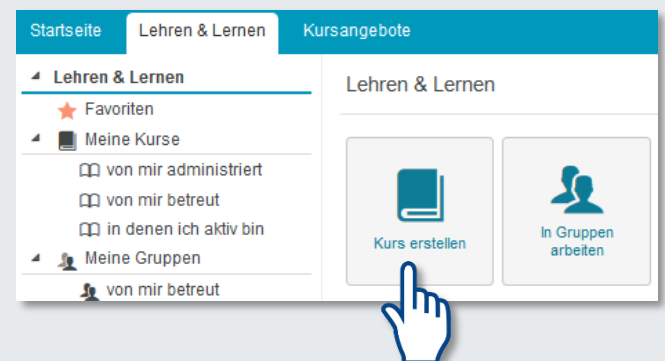 Startseite Lehren & Lernen Kursangebote
Lehren & Lernen
Favoriten
Meine Kurse
von mir administriert
von mir betreut
in denen ich aktiv bin
Meine Gruppen
von mir betreut
Lehren & Lernen
Kurs erstellen
In Gruppen
arbeiten